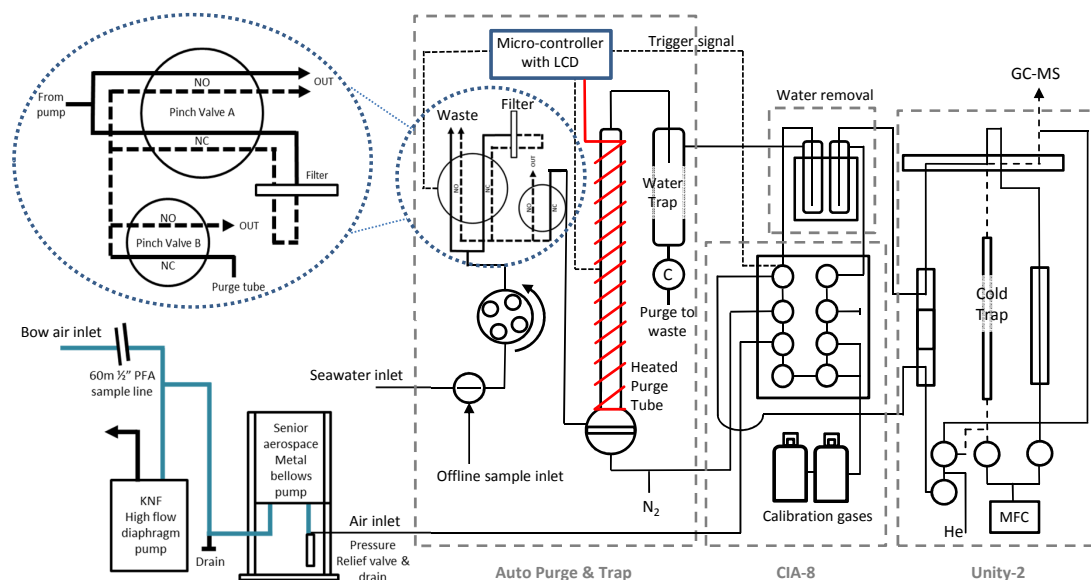 Micro-controller
with LCD
Trigger signal
GC-MS
Water removal
NO
OUT
From
pump
Pinch Valve A
NC
Filter
NO
OUT
Pinch Valve B
NC
Purge tube
Waste
Filter
OUT
NO
NC
NO
NC
Water
Trap
C
Purge to
waste
Cold
Trap
Bow air inlet
60m ½” PFA
sample line
Seawater inlet
Heated
Purge
Tube
Offline sample inlet
Senior
aerospace
Metal
bellows
pump
KNF
High flow
diaphragm
pump
Drain
Air inlet
Pressure
Relief valve &
drain
N2
Calibration gases
He
MFC
Auto Purge & Trap
CIA-8
Unity-2